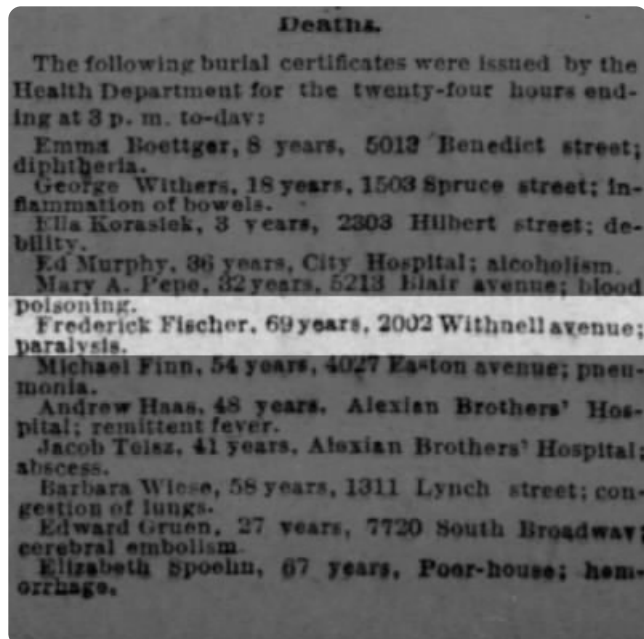 Deaths.
The following burial certificates were issued by the
Health Department for the twenty-four hours end-
ing at 3 p. m. to-day:
Emma Boettger, 8 years, 5013 Benedict street;
diphtheria.
George Withers, 18 years, 1503 Spruce street; in-
flammation of bowels.
Ella Korasiek, 3 years, 2303 Hilbert street; de-
bility.
Ed Murphy, 36 years, City Hospital; alcoholism.
Mary A. Pepe, 32 years, 5213 Blair avenue; blood
poisoning.
Frederick Fischer, 69 years, 2002 Withnell avenue;
paralysis.
Michael Finn, 54 years, 4027 Easton avenue; pneu-
monia.
Andrew Haas, 48 years, Alexian Brothers' Hos-
pital; remittent fever.
Jacob Teisz, 41 years, Alexian Brothers' Hospital;
abscess.
Barbara Wiese, 58 years, 1311 Lynch street; con-
gestion of lungs.
Edward Gruen, 27 years, 7720 South Broadway;
cerebral embolism.
Elizabeth Spoehn, 67 years, Poor-house; hem-
orrhage.